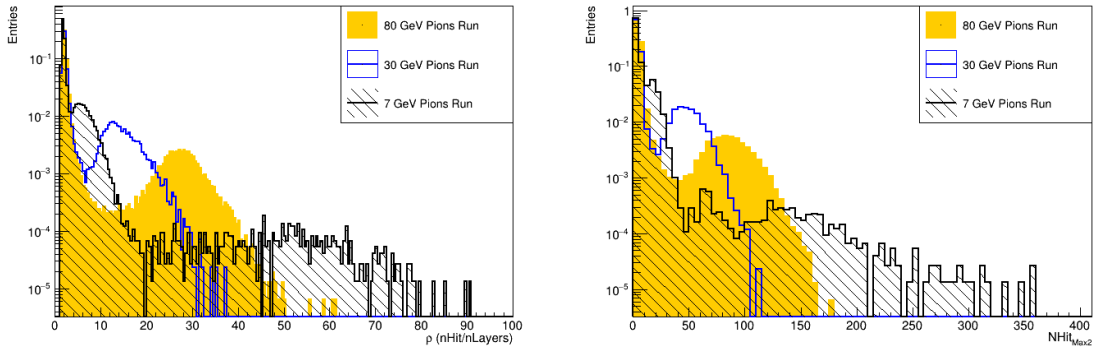 Entries
80 GeV Pions Run
30 GeV Pions Run
7 GeV Pions Run
10⁻¹
10⁻²
10⁻³
10⁻⁴
10⁻⁵
0 10 20 30 40 50 60 70 80 90 100
ρ (nHit/nLayers)
Entries
80 GeV Pions Run
30 GeV Pions Run
7 GeV Pions Run
1
10⁻¹
10⁻²
10⁻³
10⁻⁴
10⁻⁵
0 50 100 150 200 250 300 350 400
NHit_Max2